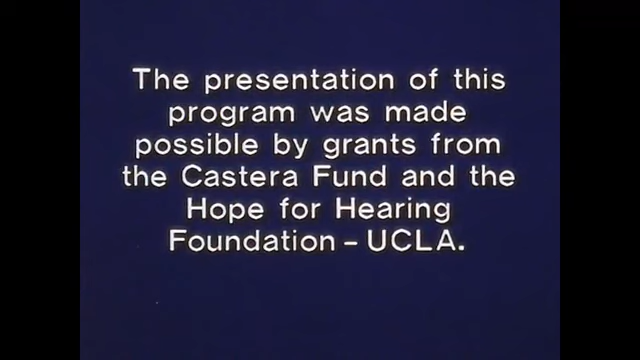 The presentation of this
program was made
possible by grants from
the Castera Fund and the
Hope for Hearing
Foundation – UCLA.